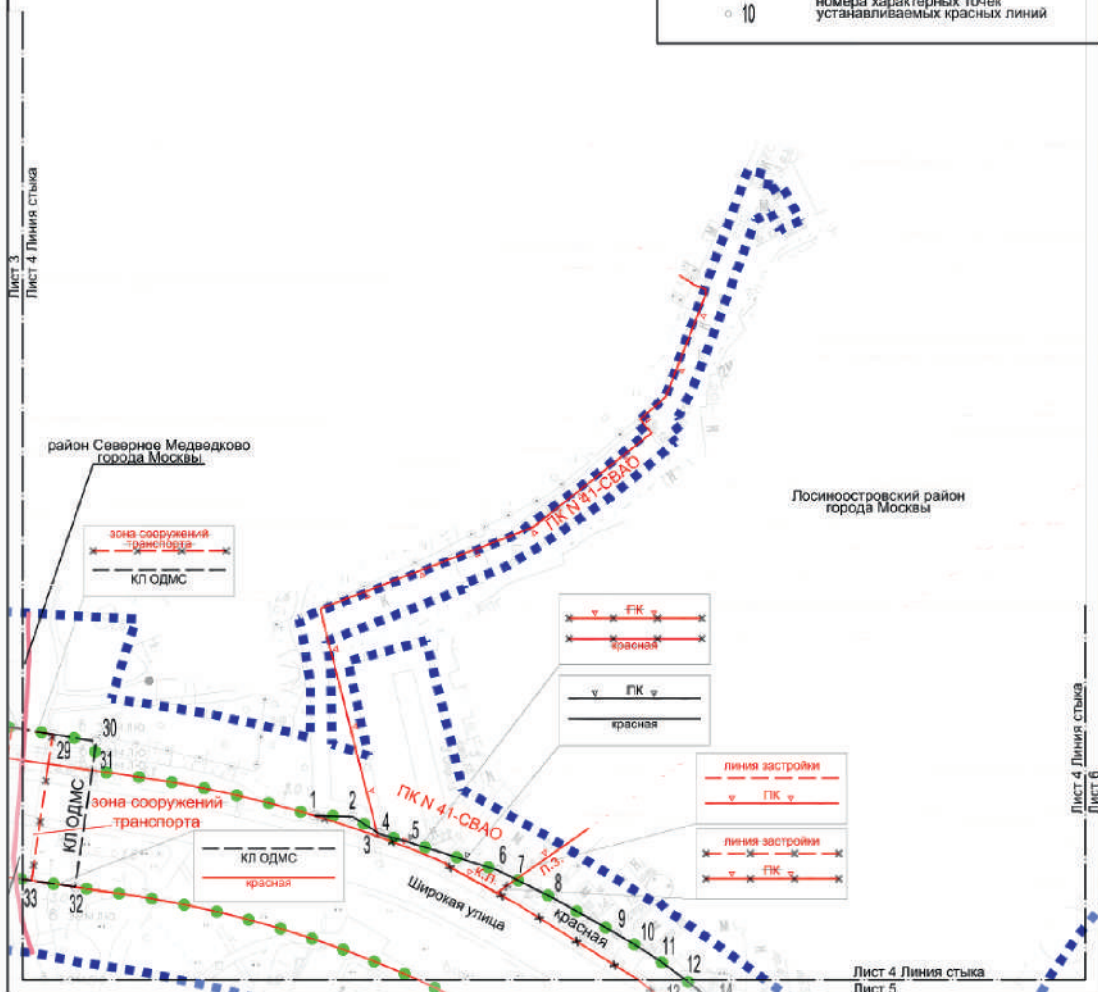 номера характерных точек
10 устанавливаемых красных линий
Лист 3
Лист 4 Линия стыка
район Северное Медведково
города Москвы
Лосиноостровский район
города Москвы
ПК N 41-СВАО
зона сооружений
транспорта
КЛ ОДМС
ПК
красная
ПК
красная
линия застройки
ПК
линия застройки
ПК
30
29
31
зона сооружений
транспорта
КЛ ОДМС
КЛ ОДМС
красная
33
32
1
2
3
4
5
ПК N 41-СВАО
6
7
8
9
10
11
12
13
14
К.Л.
Л.З.
красная
Широкая улица
Лист 4 Линия стыка
Лист 6
Лист 4 Линия стыка
Лист 5